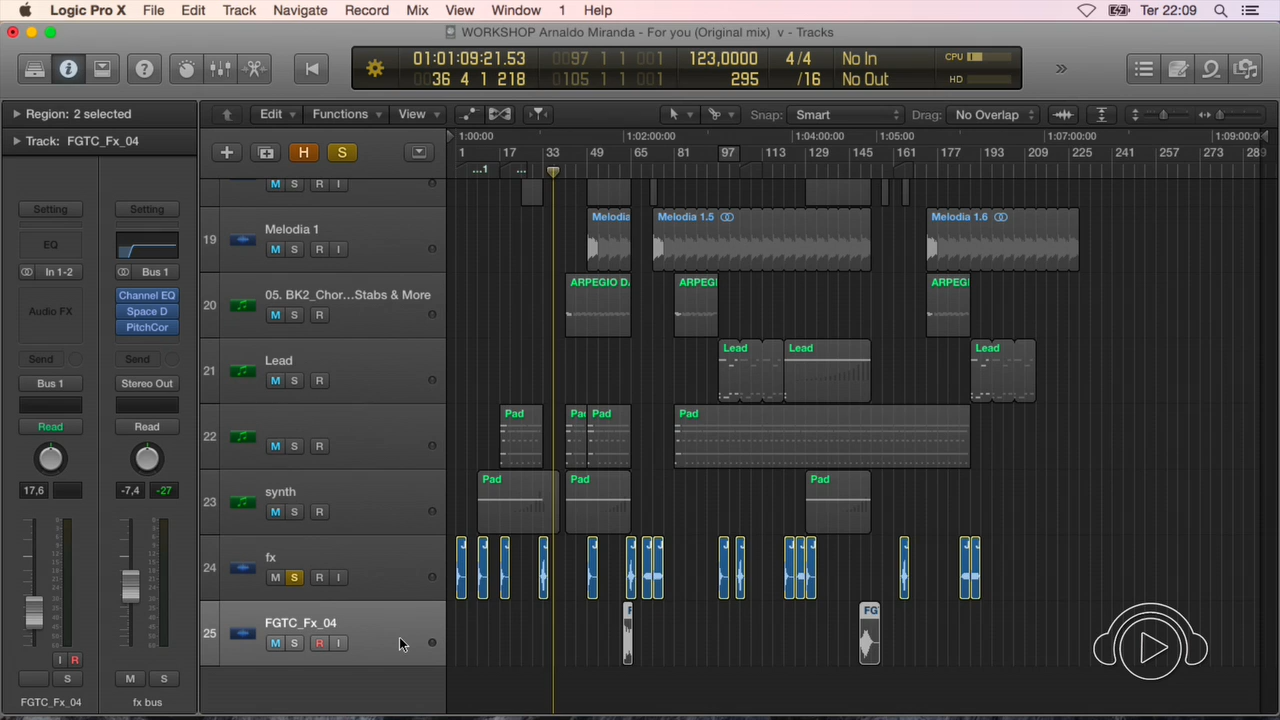 Logic Pro X File Edit Track Navigate Record Mix View Window 1 Help Ter 22:09
WORKSHOP Arnaldo Miranda - For you (Original mix) v - Tracks
01:01:09:21.53 0097 1 1 001 123,0000 4/4 No In CPU
36 4 1 218 0105 1 1 001 295 /16 No Out HD
Region: 2 selected Edit Functions View Snap: Smart Drag: No Overlap
Track: FGTC_Fx_04
1:00:00 1:02:00:00 1:04:00:00 1:05:00 1:07:00:00 1:09:00:00
H S
1 17 33 49 65 81 97 113 129 145 161 177 193 209 225 241 257 273 289
...1 ...
M S R I
Setting Setting
EQ
In 1-2 Bus 1
Audio FX
Channel EQ
Space D
PitchCor
Send Send
Bus 1 Stereo Out
Read Read
17,6 -7,4 -27
I R
S M S
FGTC_Fx_04 fx bus
19 Melodia 1 Melodia Melodia 1.5 Melodia 1.6
M S R I
20 05. BK2_Chor...Stabs & More ARPEGIO D ARPEG ARPEG
M S R
21 Lead Lead Lead Lead
M S R
22 Pad Pad Pad Pad
M S R
23 synth Pad Pad Pad
M S R
24 fx
M S R I
25 FGTC_Fx_04 F FG
M S R I